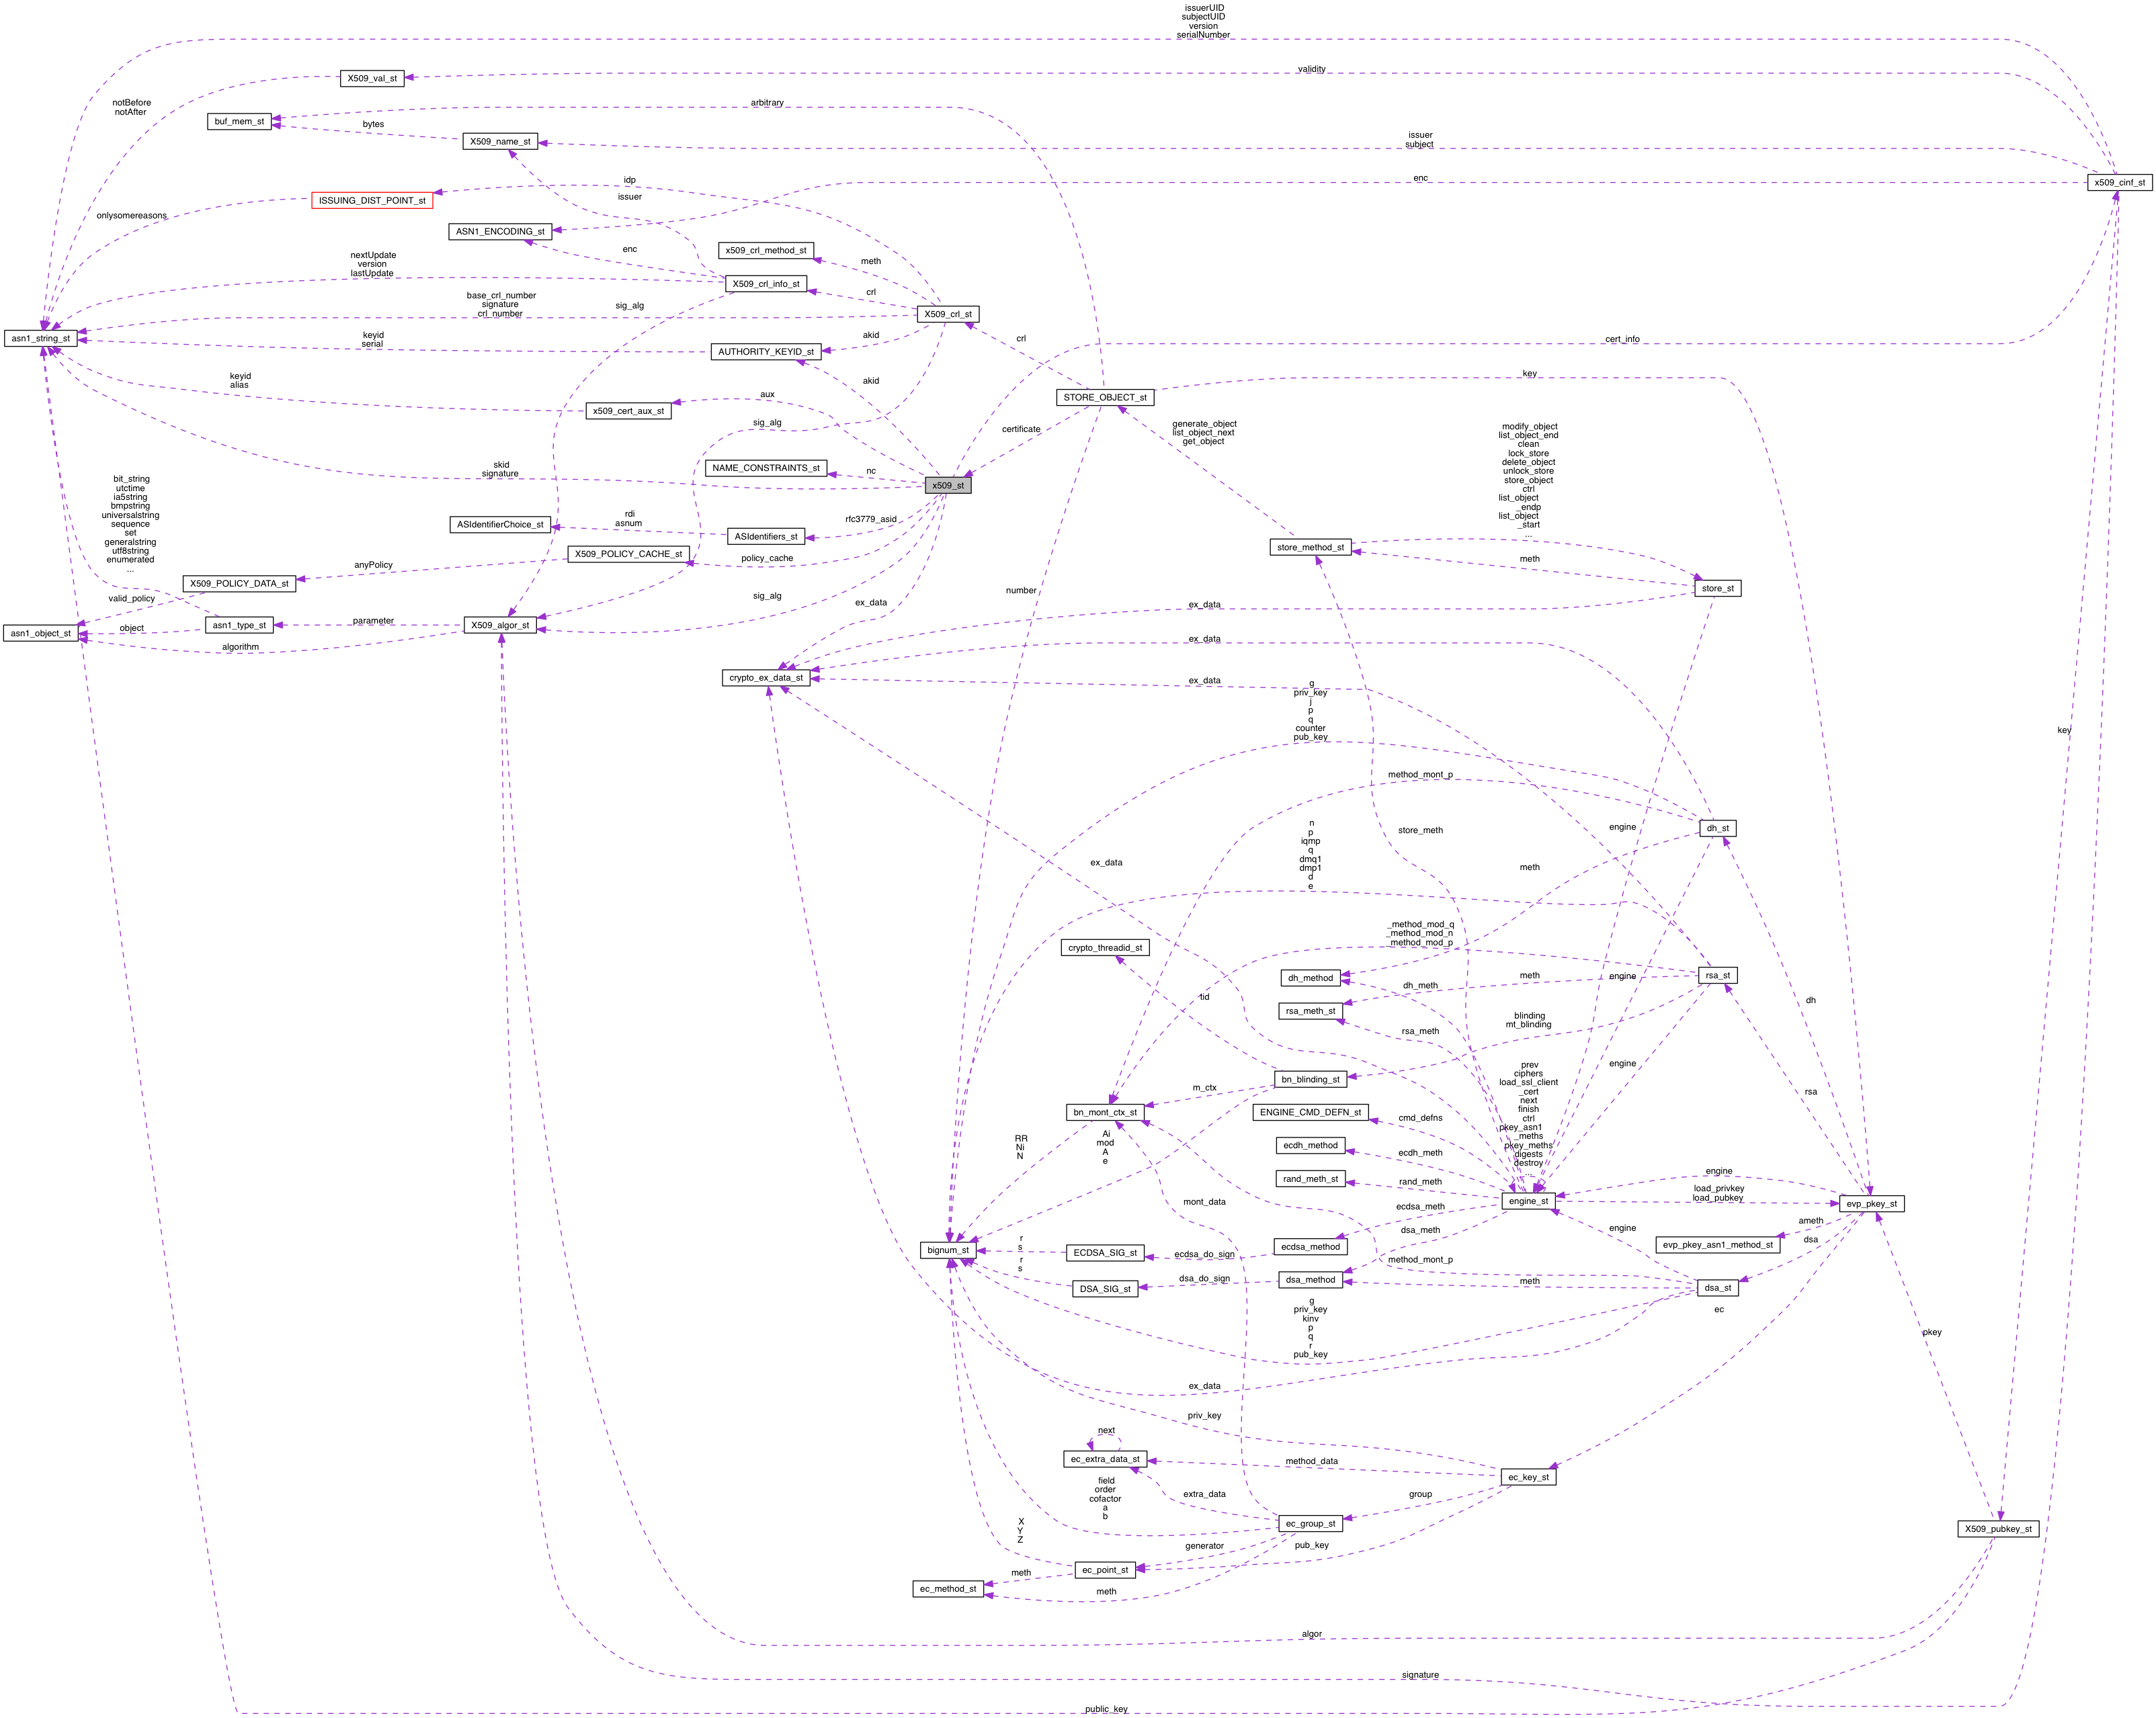 issuerUID
subjectUID
version
serialNumber
X509_val_st
validity
notBefore
notAfter
arbitrary
buf_mem_st
bytes
X509_name_st
issuer
subject
idp
enc
x509_cinf_st
ISSUING_DIST_POINT_st
issuer
onlysomereasons
ASN1_ENCODING_st
x509_crl_method_st
enc
meth
nextUpdate
version
lastUpdate
X509_crl_info_st
crl
base_crl_number
signature
crl_number
sig_alg
X509_crl_st
asn1_string_st
keyid
serial
AUTHORITY_KEYID_st
akid
crl
cert_info
keyid
alias
akid
key
x509_cert_aux_st
aux
STORE_OBJECT_st
sig_alg
certificate
generate_object
list_object_next
get_object
modify_object
list_object_end
clean
lock_store
delete_object
unlock_store
store_object
ctrl
list_object
_endp
list_object
_start
...
skid
signature
NAME_CONSTRAINTS_st
nc
x509_st
bit_string
utctime
ia5string
bmpstring
universalstring
sequence
set
generalstring
utf8string
enumerated
...
ASIdentifierChoice_st
rdi
asnum
ASIdentifiers_st
rfc3779_asid
X509_POLICY_CACHE_st
policy_cache
store_method_st
meth
store_st
anyPolicy
X509_POLICY_DATA_st
number
valid_policy
sig_alg
ex_data
ex_data
asn1_object_st
object
asn1_type_st
parameter
X509_algor_st
algorithm
ex_data
crypto_ex_data_st
ex_data
g
priv_key
j
p
q
counter
pub_key
key
method_mont_p
store_meth
engine
dh_st
n
p
iqmp
q
dmq1
dmp1
d
e
ex_data
meth
_method_mod_q
_method_mod_n
_method_mod_p
crypto_threadid_st
dh_method
meth
engine
rsa_st
dh_meth
tid
rsa_meth_st
dh
blinding
mt_blinding
rsa_meth
engine
bn_blinding_st
m_ctx
prev
ciphers
load_ssl_client
_cert
next
finish
ctrl
pkey_asn1
_meths
pkey_meths
digests
destroy
...
rsa
bn_mont_ctx_st
ENGINE_CMD_DEFN_st
cmd_defns
RR
Ni
N
Ai
mod
A
e
ecdh_method
ecdh_meth
rand_meth_st
rand_meth
engine
load_privkey
load_pubkey
mont_data
engine_st
evp_pkey_st
ecdsa_meth
ameth
dsa_meth
engine
dsa
evp_pkey_asn1_method_st
bignum_st
r
s
ECDSA_SIG_st
ecdsa_do_sign
ecdsa_method
method_mont_p
r
s
DSA_SIG_st
dsa_do_sign
dsa_method
meth
dsa_st
g
priv_key
kinv
p
q
r
pub_key
ec
pkey
ex_data
priv_key
next
ec_extra_data_st
method_data
ec_key_st
field
order
cofactor
a
b
extra_data
group
X
Y
Z
ec_group_st
X509_pubkey_st
generator
pub_key
ec_point_st
meth
ec_method_st
meth
algor
signature
public_key